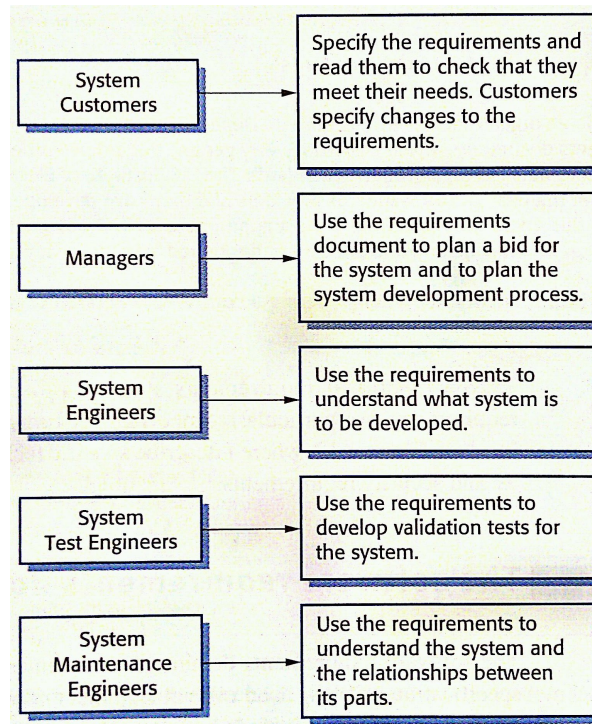 System
Customers
Specify the requirements and
read them to check that they
meet their needs. Customers
specify changes to the
requirements.
Managers
Use the requirements
document to plan a bid for
the system and to plan the
system development process.
System
Engineers
Use the requirements to
understand what system is
to be developed.
System
Test Engineers
Use the requirements to
develop validation tests for
the system.
System
Maintenance
Engineers
Use the requirements to
understand the system and
the relationships between
its parts.